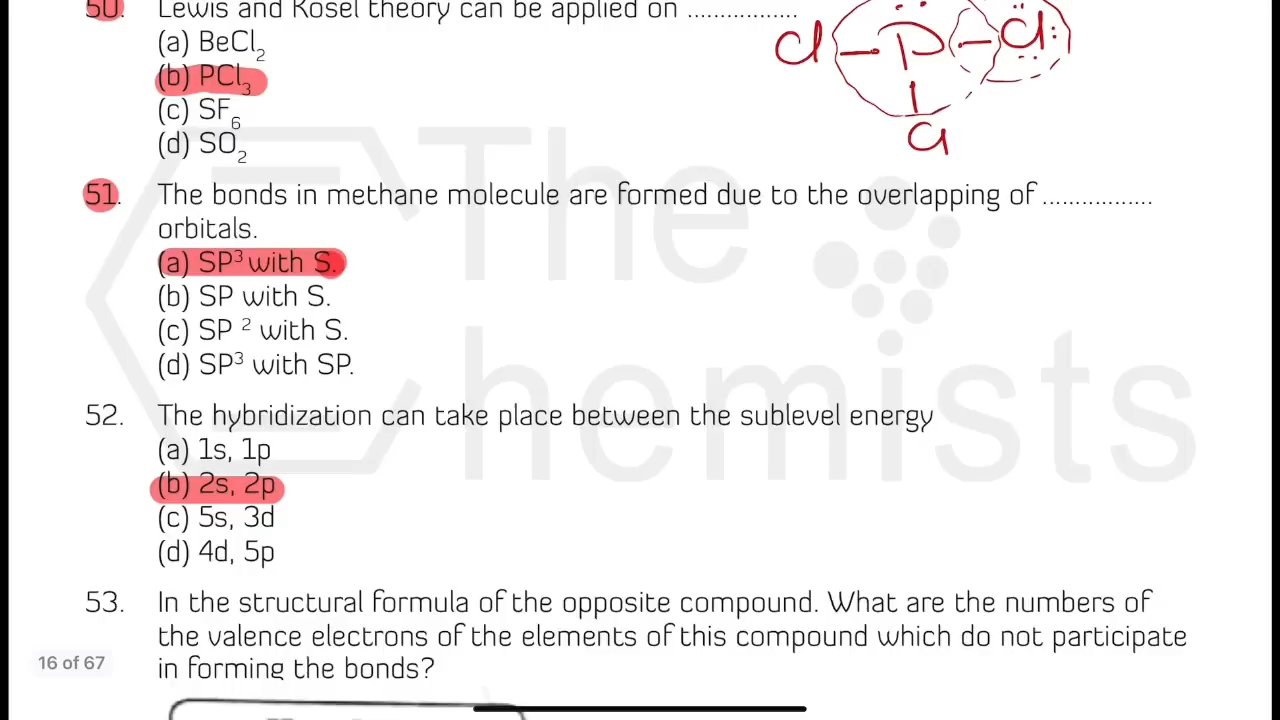 50. Lewis and Kosel theory can be applied on .................
(a) BeCl2
(b) PCl3
(c) SF6
(d) SO2
Cl - P - Cl:
Cl
51. The bonds in methane molecule are formed due to the overlapping of ................
orbitals.
(a) SP3 with S.
(b) SP with S.
(c) SP 2 with S.
(d) SP3 with SP.
52. The hybridization can take place between the sublevel energy
(a) 1s, 1p
(b) 2s, 2p
(c) 5s, 3d
(d) 4d, 5p
53. In the structural formula of the opposite compound. What are the numbers of
the valence electrons of the elements of this compound which do not participate
in forming the bonds?
16 of 67
The
Chemists